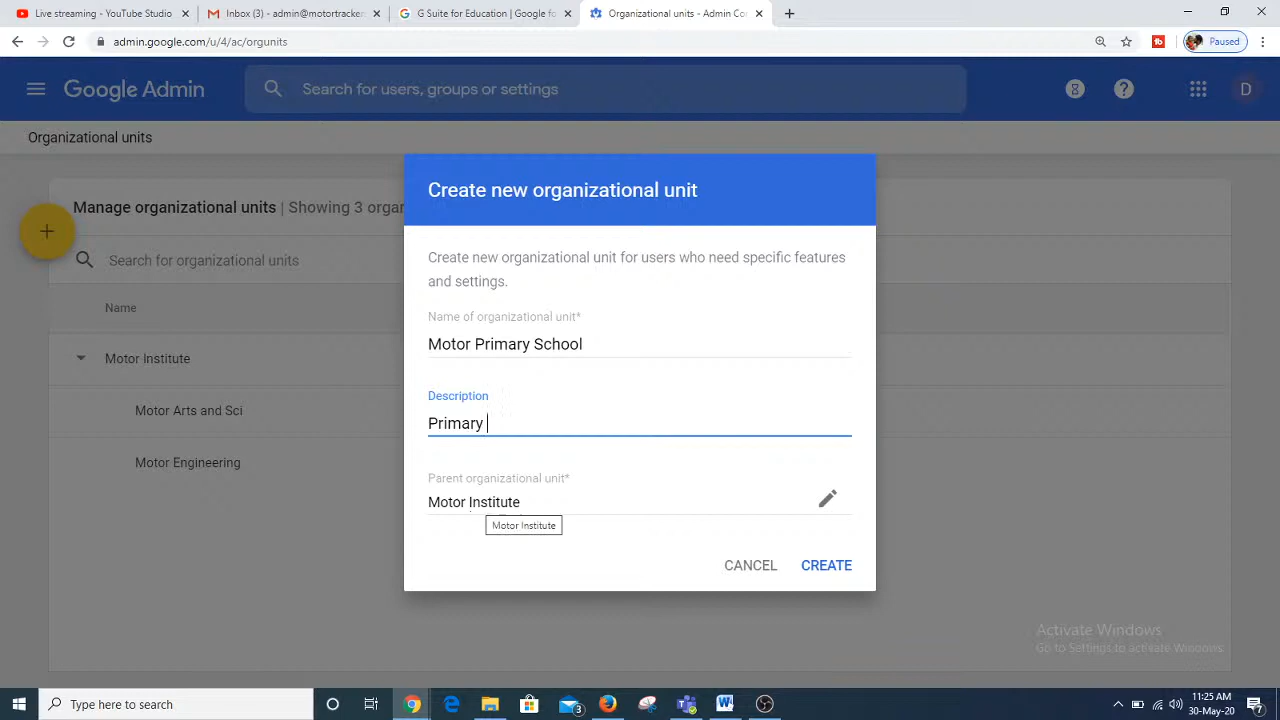 YouTube Studio
Inbox (3) - admin@motortracke
G Suite for Education | Google fo
Organizational units - Admin Co
admin.google.com/u/4/ac/orgunits
Paused
Google Admin
Search for users, groups or settings
D
Organizational units
Manage organizational units | Showing 3 orgar
Search for organizational units
Name
Motor Institute
Motor Arts and Sci
Motor Engineering
Create new organizational unit
Create new organizational unit for users who need specific features
and settings.
Name of organizational unit*
Motor Primary School
Description
Primary
Parent organizational unit*
Motor Institute
Motor Institute
CANCEL
CREATE
Activate Windows
Go to Settings to activate Windows.
Type here to search
3
11:25 AM
30-May-20
2